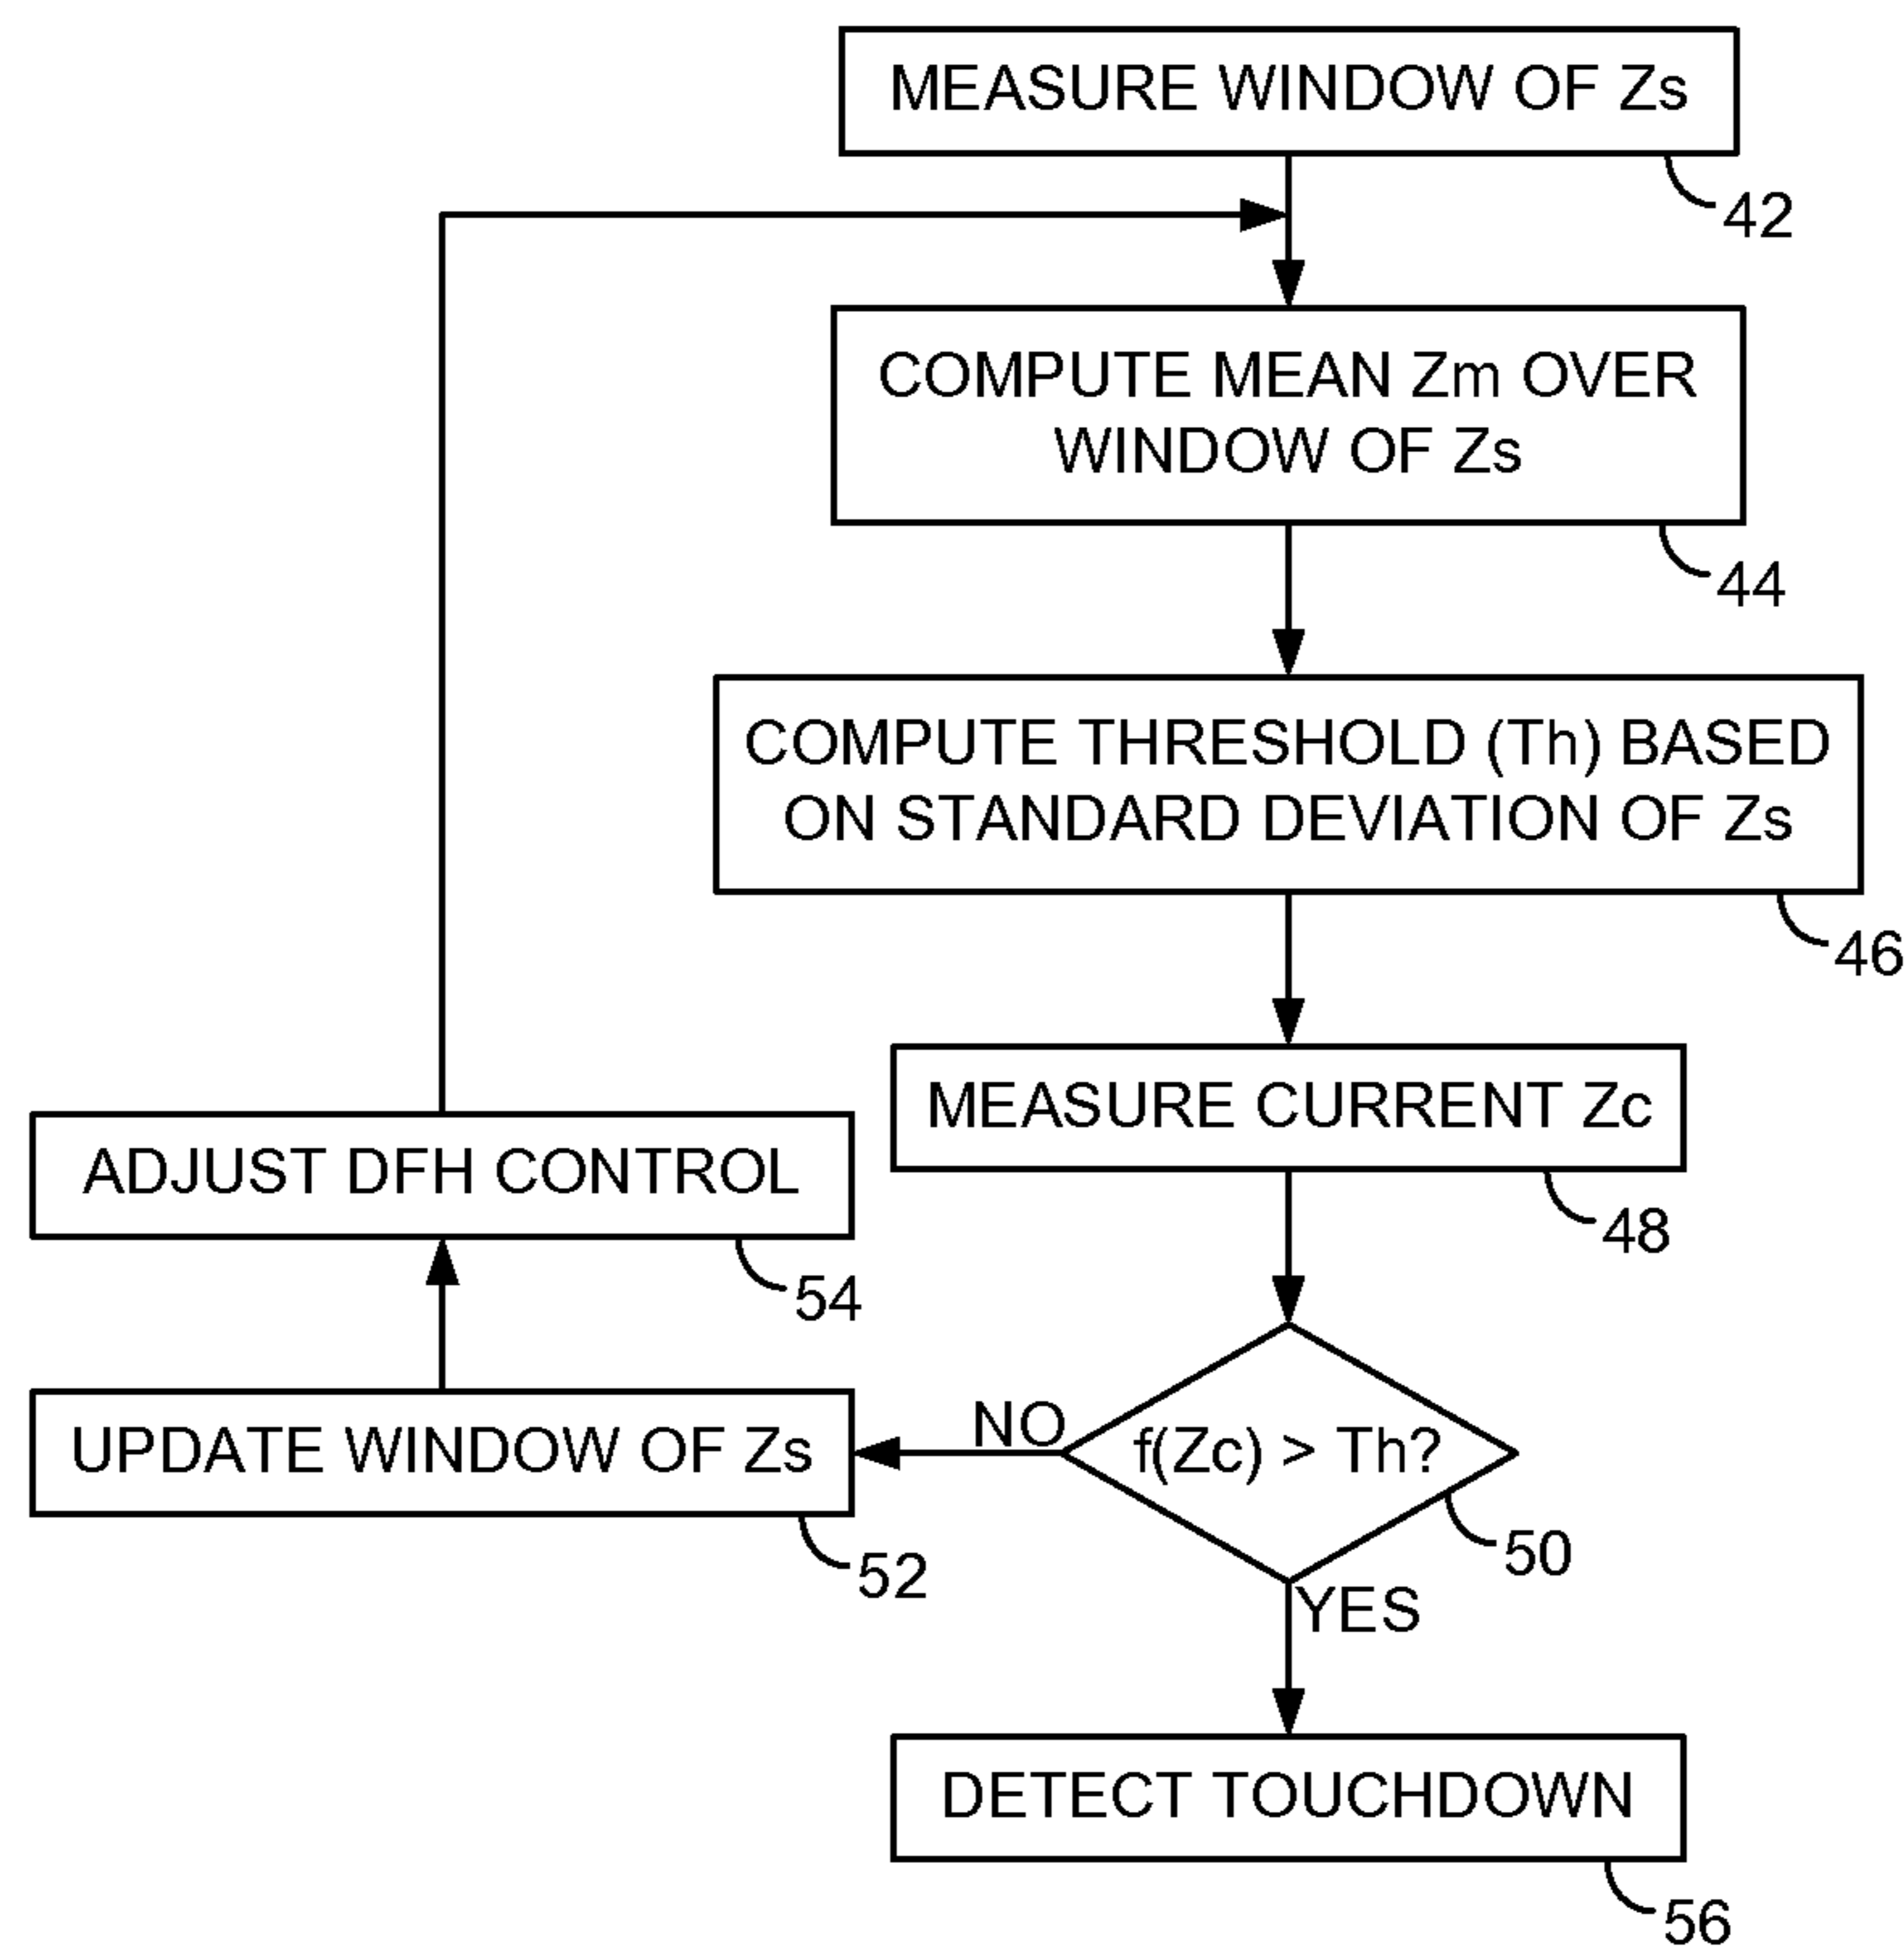 MEASURE WINDOW OF Zs
42
COMPUTE MEAN Zm OVER
WINDOW OF Zs
44
COMPUTE THRESHOLD (Th) BASED
ON STANDARD DEVIATION OF Zs
46
MEASURE CURRENT Zc
48
ADJUST DFH CONTROL
54
f(Zc) > Th?
50
NO
UPDATE WINDOW OF Zs
52
YES
DETECT TOUCHDOWN
56